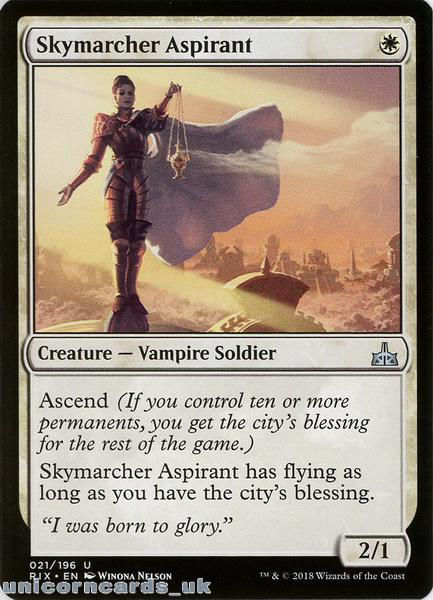 Skymarcher Aspirant
Creature — Vampire Soldier
Ascend (If you control ten or more
permanents, you get the city's blessing
for the rest of the game.)
Skymarcher Aspirant has flying as
long as you have the city's blessing.
"I was born to glory."
2/1
021/196 U
RIX • EN Winona Nelson
™ & © 2018 Wizards of the Coast
unicorncards_uk